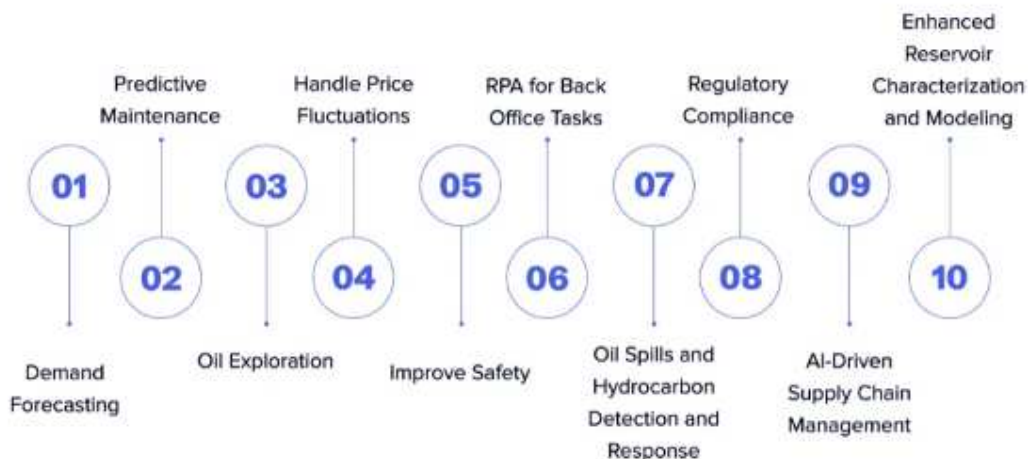 01
Demand
Forecasting
02
Predictive
Maintenance
03
Oil Exploration
04
Handle Price
Fluctuations
05
Improve Safety
06
RPA for Back
Office Tasks
07
Oil Spills and
Hydrocarbon
Detection and
Response
08
Regulatory
Compliance
09
AI-Driven
Supply Chain
Management
10
Enhanced
Reservoir
Characterization
and Modeling